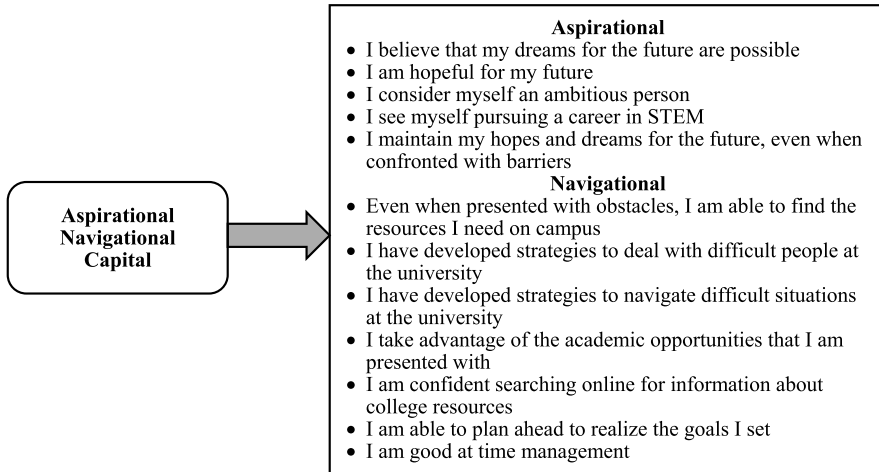 Aspirational
Navigational
Capital
Aspirational
• I believe that my dreams for the future are possible
• I am hopeful for my future
• I consider myself an ambitious person
• I see myself pursuing a career in STEM
• I maintain my hopes and dreams for the future, even when
confronted with barriers
Navigational
• Even when presented with obstacles, I am able to find the
resources I need on campus
• I have developed strategies to deal with difficult people at
the university
• I have developed strategies to navigate difficult situations
at the university
• I take advantage of the academic opportunities that I am
presented with
• I am confident searching online for information about
college resources
• I am able to plan ahead to realize the goals I set
• I am good at time management